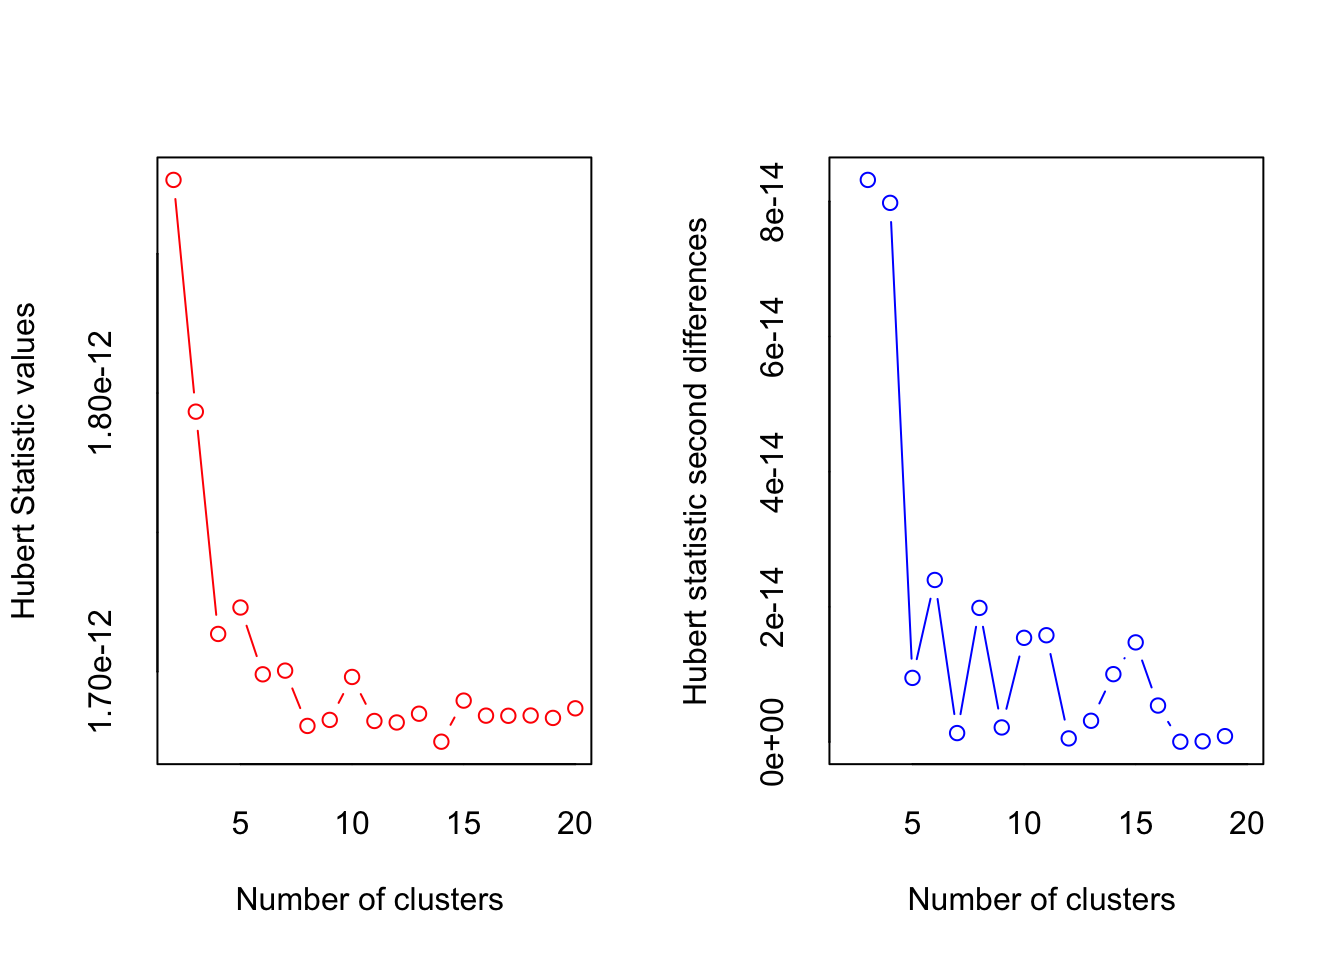 Hubert Statistic values
1.70e-12
1.80e-12
5 10 15 20
Number of clusters
Hubert statistic second differences
0e+00
2e-14
4e-14
6e-14
8e-14
5 10 15 20
Number of clusters